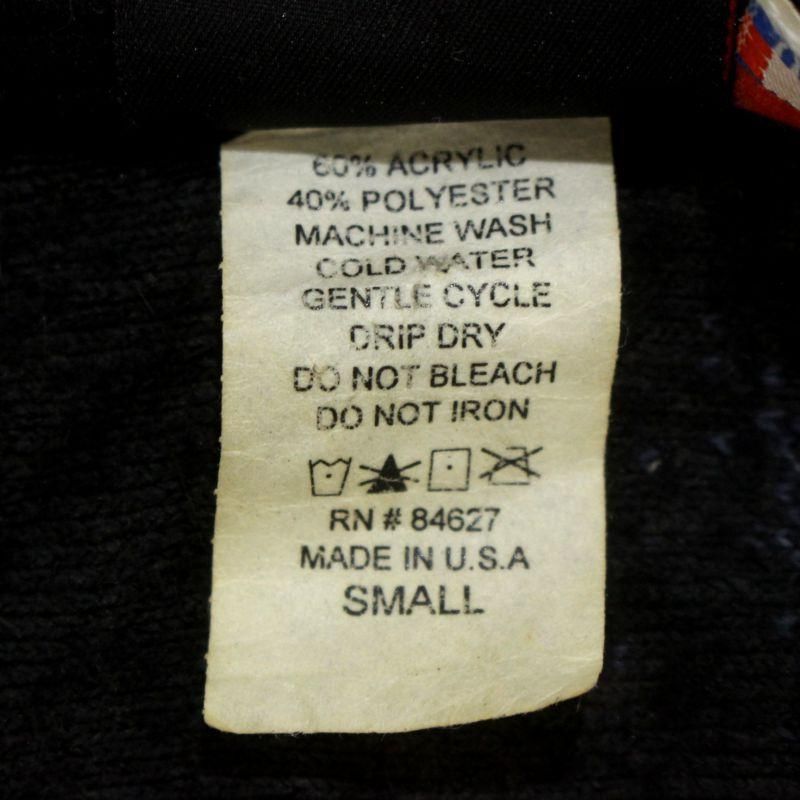 60% ACRYLIC
40% POLYESTER
MACHINE WASH
COLD WATER
GENTLE CYCLE
DRIP DRY
DO NOT BLEACH
DO NOT IRON
RN # 84627
MADE IN U.S.A
SMALL